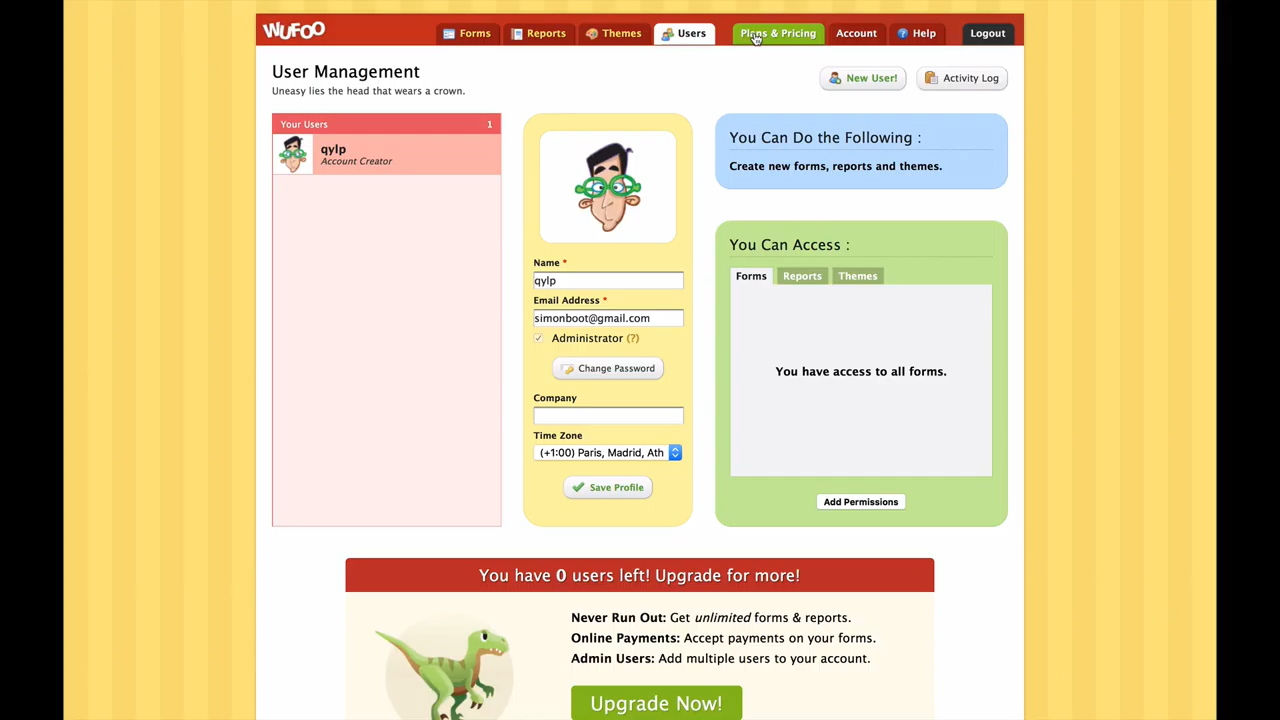 WUFOO
Forms
Reports
Themes
Users
Plans & Pricing
Account
Help
Logout
User Management
Uneasy lies the head that wears a crown.
New User!
Activity Log
Your Users 1
qylp
Account Creator
Name *
qylp
Email Address *
simonboot@gmail.com
Administrator (?)
Change Password
Company
Time Zone
(+1:00) Paris, Madrid, Ath
Save Profile
You Can Do the Following :
Create new forms, reports and themes.
You Can Access :
Forms
Reports
Themes
You have access to all forms.
Add Permissions
You have 0 users left! Upgrade for more!
Never Run Out: Get unlimited forms & reports.
Online Payments: Accept payments on your forms.
Admin Users: Add multiple users to your account.
Upgrade Now!